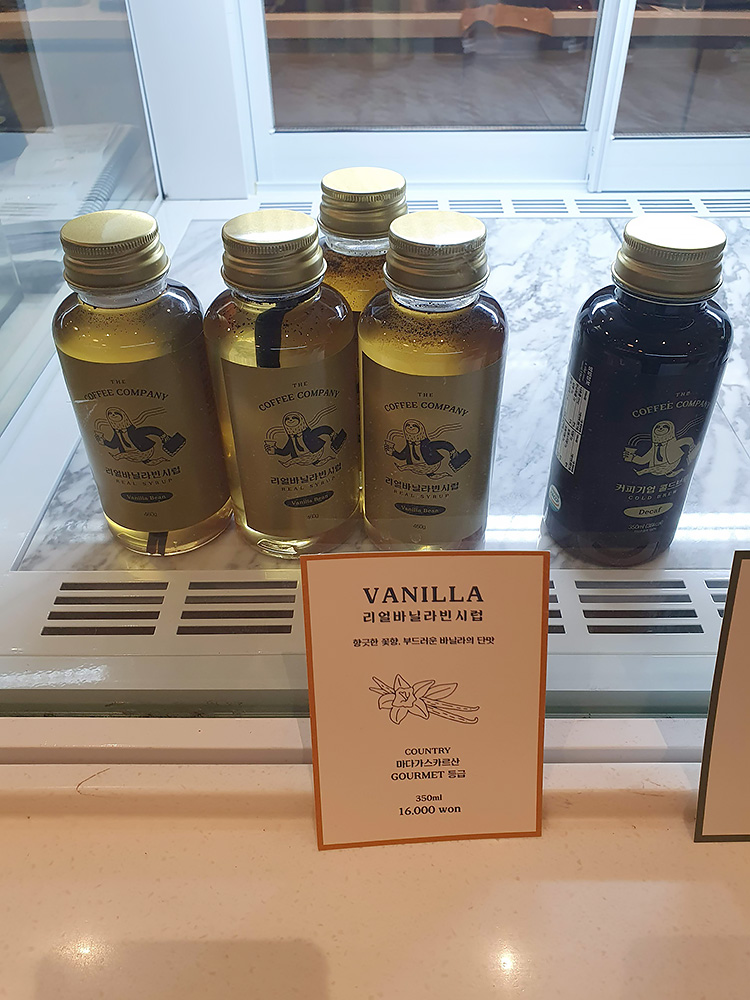 THE
COFFEE COMPANY
리얼바닐라빈시럽
REAL SYRUP
Vanilla Bean
460g
THE
COFFEE COMPANY
리얼바닐라빈시럽
REAL SYRUP
Vanilla Bean
460g
THE
COFFEE COMPANY
리얼바닐라빈시럽
REAL SYRUP
Vanilla Bean
460g
THE
COFFEE COMPANY
커피기업 콜드브
COLD BREW
Decaf
VANILLA
리얼바닐라빈시럽
향긋한 꽃향, 부드러운 바닐라의 단맛
COUNTRY
마다가스카르산
GOURMET 등급
350ml
16,000 won